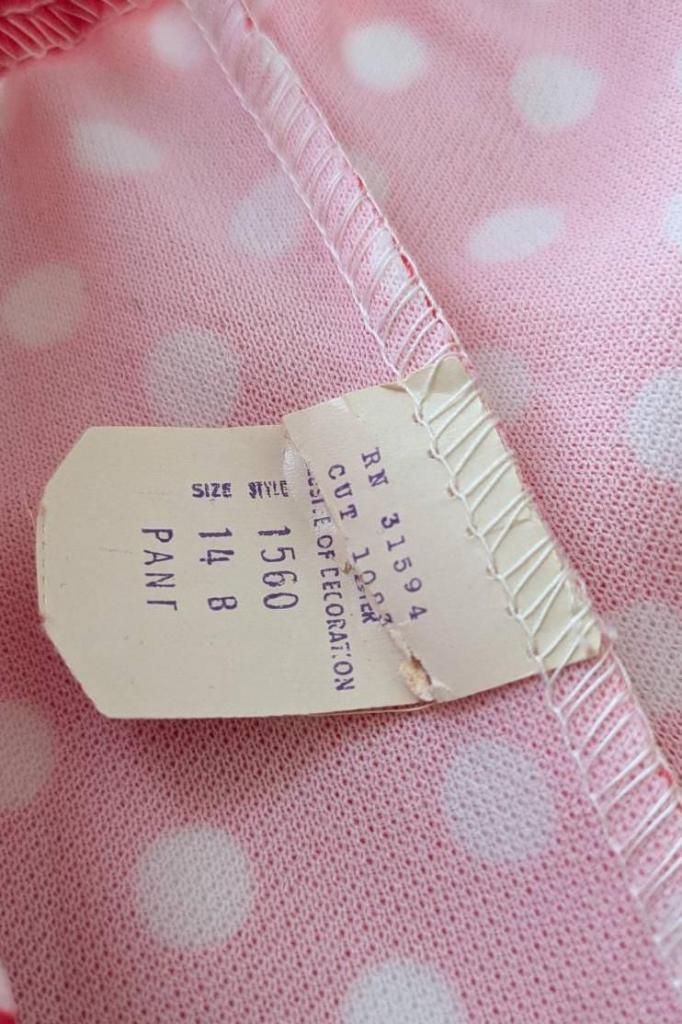 RN 31594
CUT
OF DECORATION
STYLE 1560
SIZE 14 B
PANT